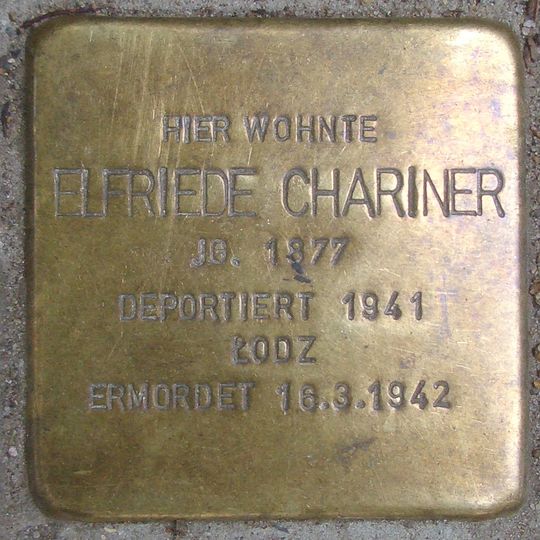 HIER WOHNTE
ELFRIEDE CHARINER
JG. 1877
DEPORTIERT 1941
ŁODZ
ERMORDET 16.3.1942